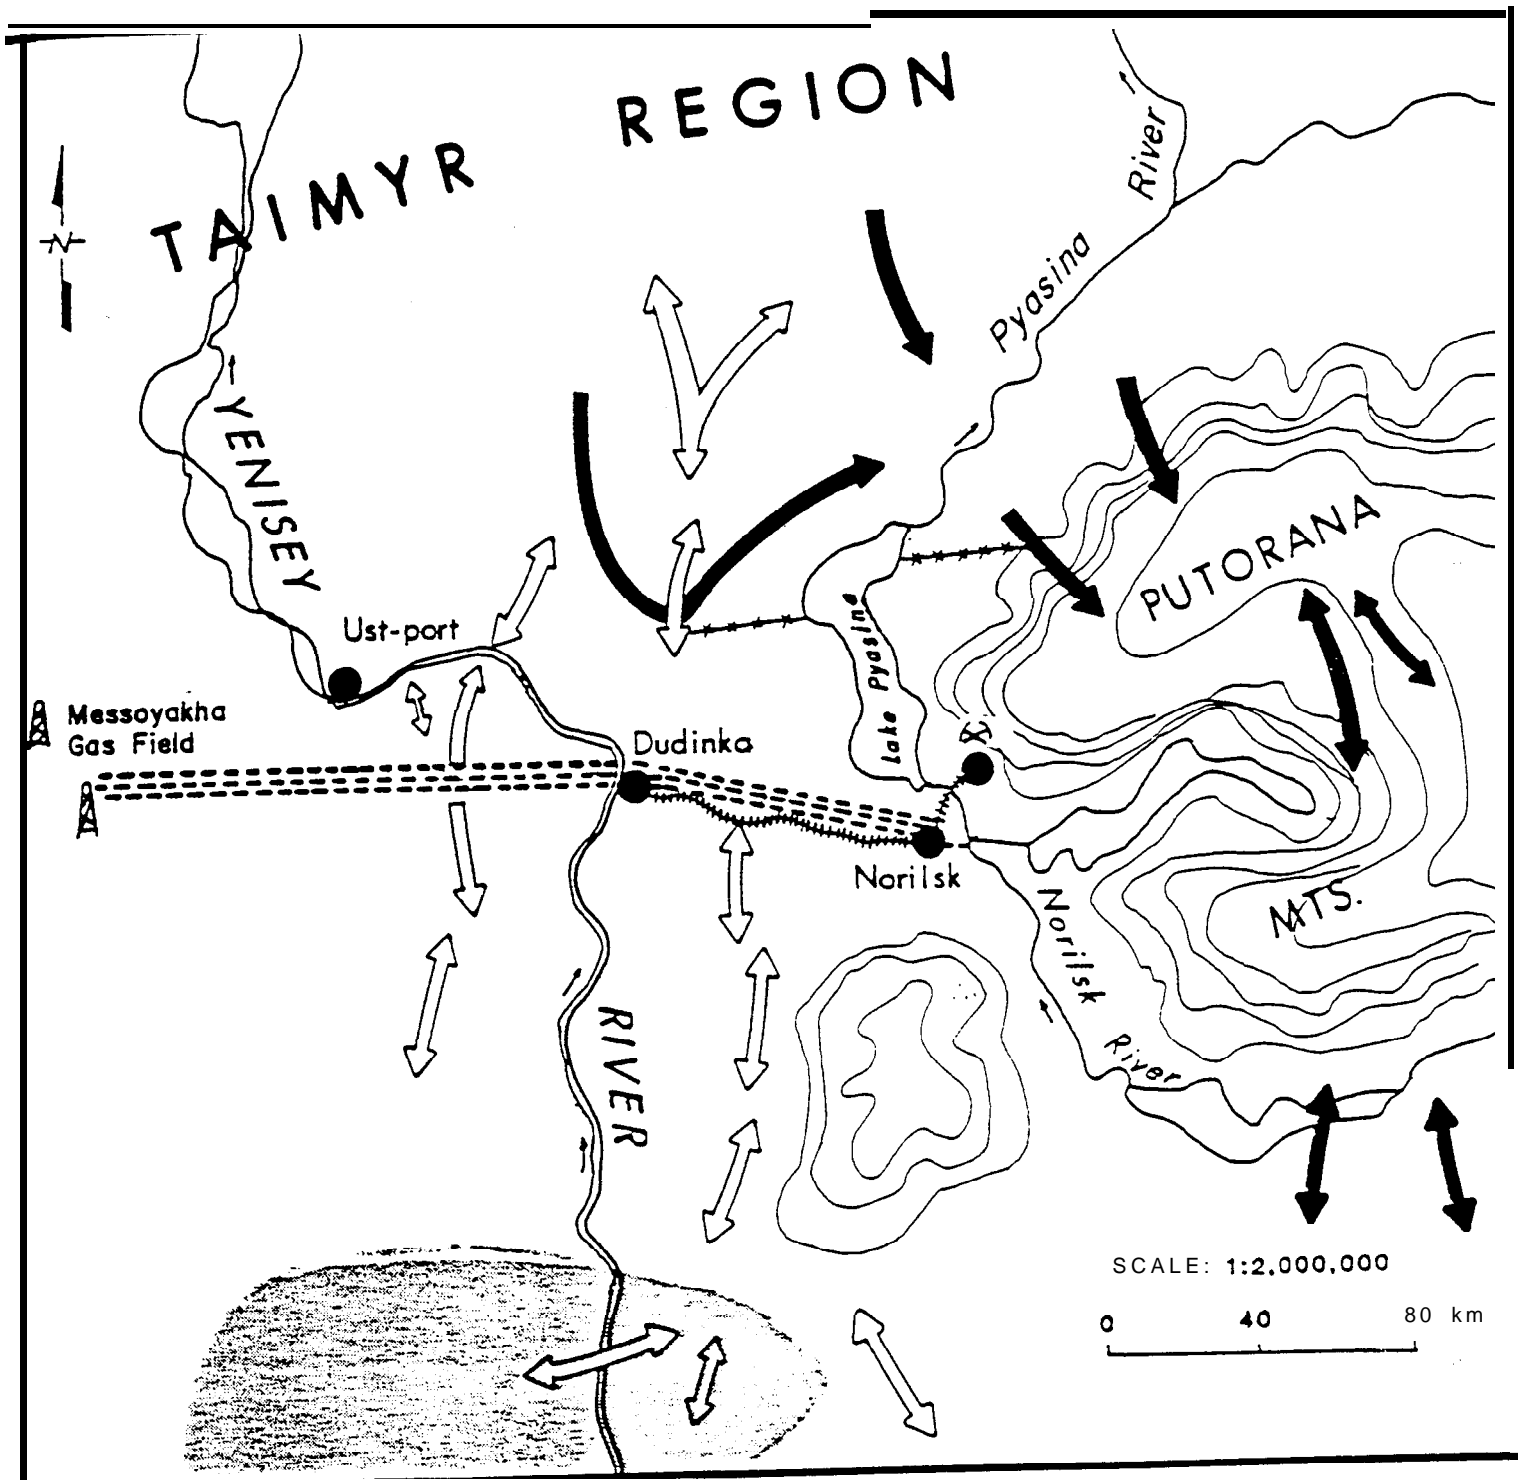 TAIMYR REGION
N
Pyasina River
YENISEY
RIVER
PUTORANA
MTS.
Ust-port
Messoyakha
Gas Field
Dudinka
Lake Pyasina
Norilsk
Norilsk River
SCALE: 1:2,000,000
0 40 80 km